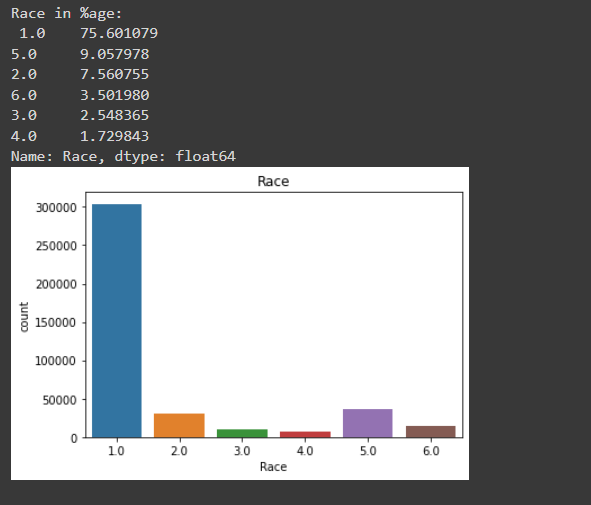 Race in %age:
1.0 75.601079
5.0 9.057978
2.0 7.560755
6.0 3.501980
3.0 2.548365
4.0 1.729843
Name: Race, dtype: float64
Race
300000
250000
200000
150000
100000
50000
0
count
1.0 2.0 3.0 4.0 5.0 6.0
Race